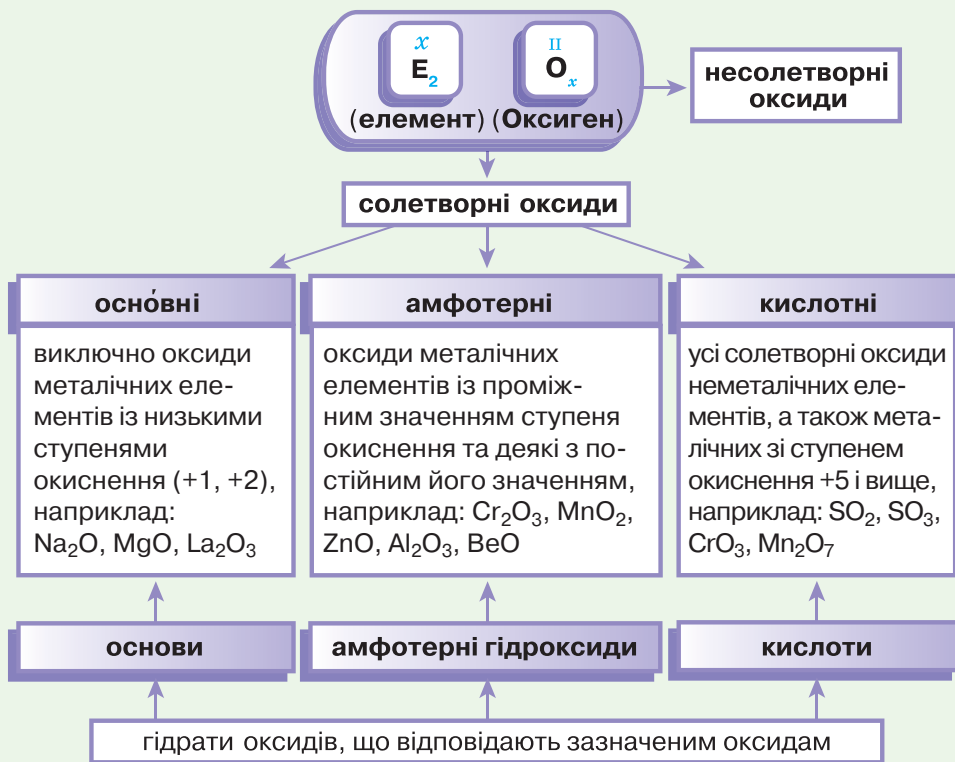 x II
E₂ Oₓ
(елемент) (Оксиген)
несолетворні
оксиди
солетворні оксиди
осно́вні
виключно оксиди
металічних еле-
ментів із низькими
ступенями
окиснення (+1, +2),
наприклад:
Na₂O, MgO, La₂O₃
амфотерні
оксиди металічних
елементів із проміж-
ним значенням ступеня
окиснення та деякі з по-
стійним його значенням,
наприклад: Cr₂O₃, MnO₂,
ZnO, Al₂O₃, BeO
кислотні
усі солетворні оксиди
неметалічних еле-
ментів, а також мета-
лічних зі ступенем
окиснення +5 і вище,
наприклад: SO₂, SO₃,
CrO₃, Mn₂O₇
основи
амфотерні гідроксиди
кислоти
гідрати оксидів, що відповідають зазначеним оксидам